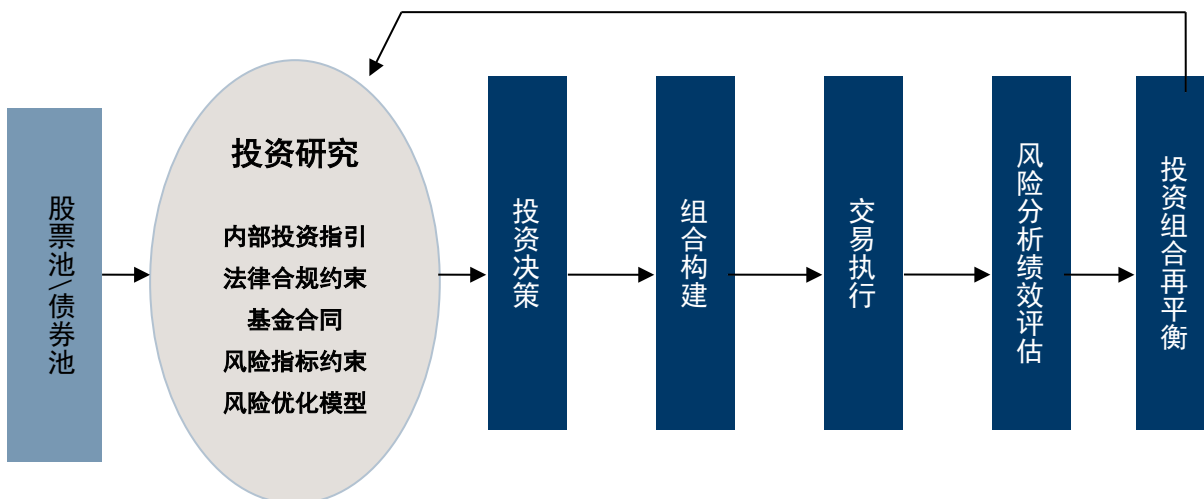 股票池\债券池
投资研究
内部投资指引
法律合规约束
基金合同
风险指标约束
风险优化模型
投资决策
组合构建
交易执行
风险分析绩效评估
投资组合再平衡